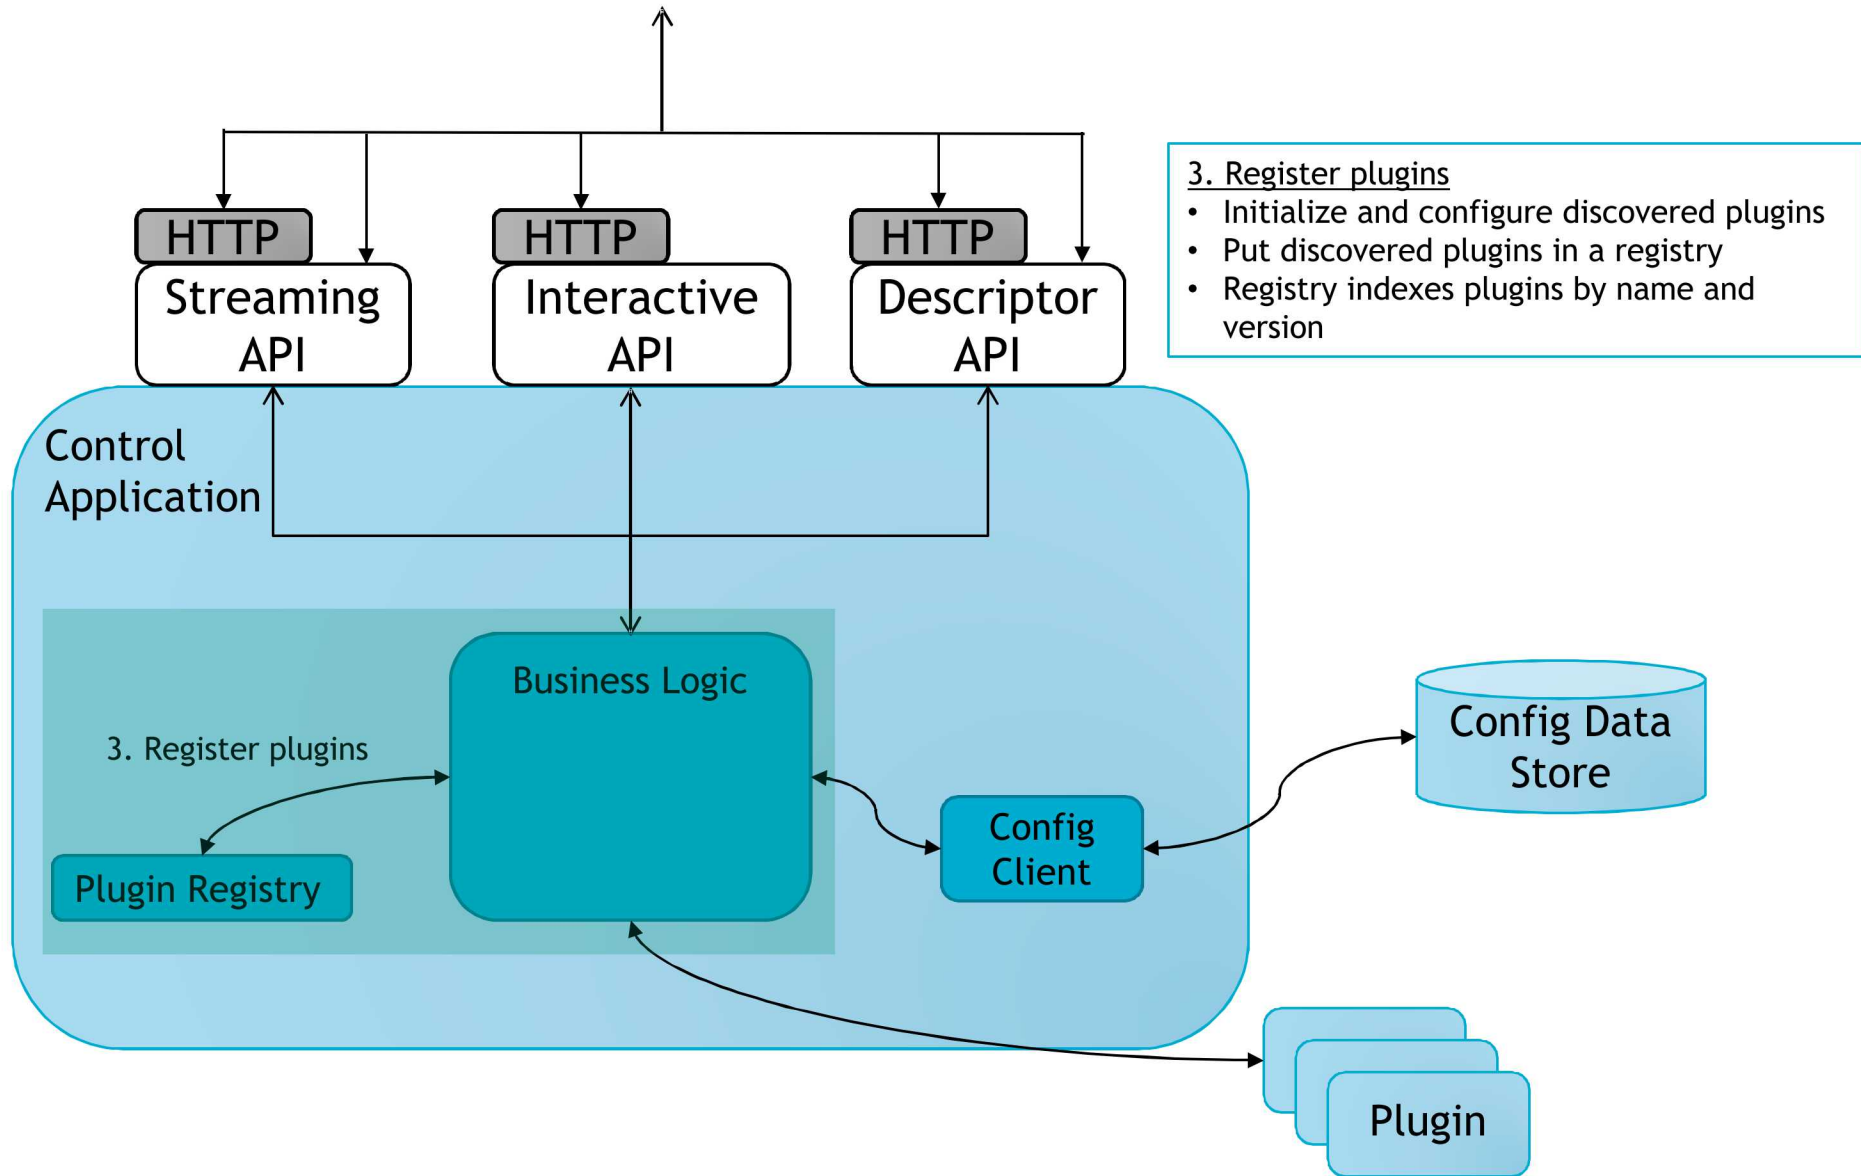 HTTP
HTTP
HTTP
Streaming
API
Interactive
API
Descriptor
API
3. Register plugins
• Initialize and configure discovered plugins
• Put discovered plugins in a registry
• Registry indexes plugins by name and
version
Control
Application
Business Logic
3. Register plugins
Plugin Registry
Config
Client
Config Data
Store
Plugin